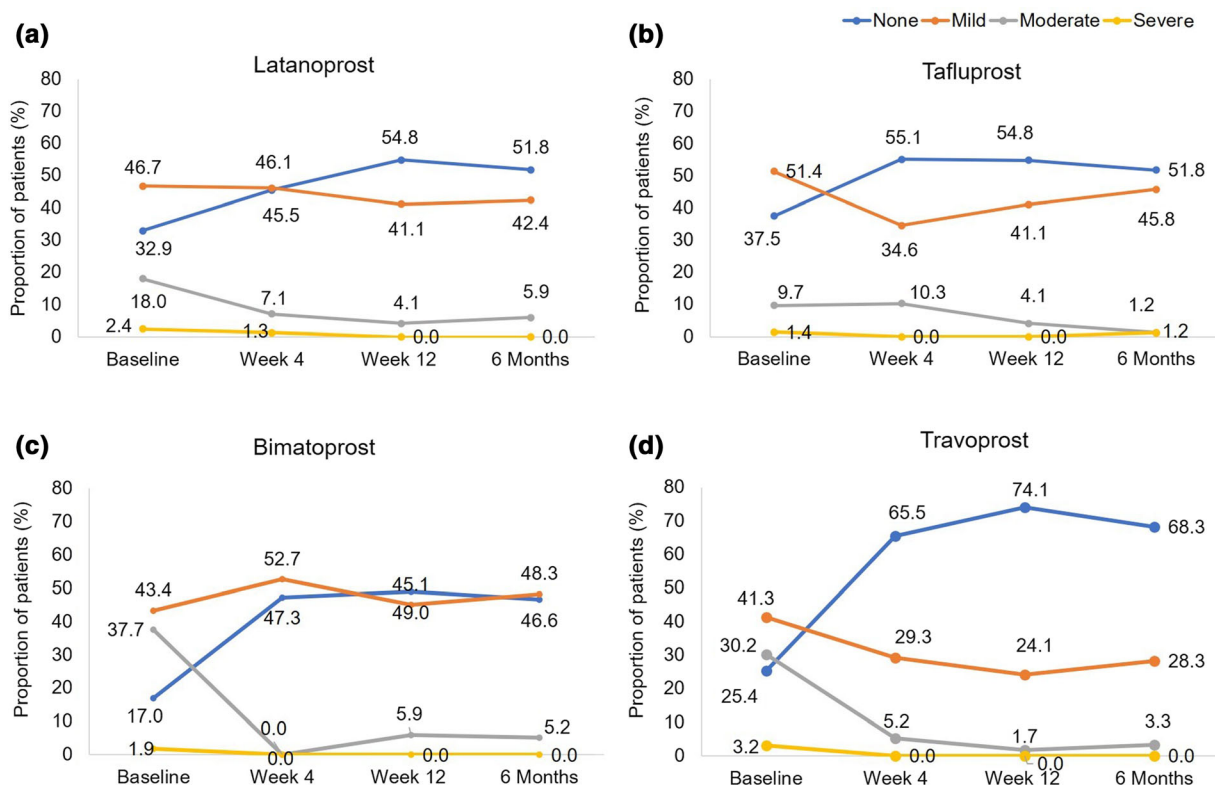 None Mild Moderate Severe
(a)
Latanoprost
Proportion of patients (%)
80
70
60
50
40
30
20
10
0
46.7 46.1 54.8 51.8
32.9 45.5 41.1 42.4
18.0 7.1 4.1 5.9
2.4 1.3 0.0 0.0
Baseline Week 4 Week 12 6 Months
(b)
Tafluprost
Proportion of patients (%)
80
70
60
50
40
30
20
10
0
51.4 55.1 54.8 51.8
37.5 34.6 41.1 45.8
9.7 10.3 4.1 1.2
1.4 0.0 0.0 1.2
Baseline Week 4 Week 12 6 Months
(c)
Bimatoprost
Proportion of patients (%)
80
70
60
50
40
30
20
10
0
43.4 52.7 45.1 48.3
37.7 47.3 49.0 46.6
17.0 0.0 5.9 5.2
1.9 0.0 0.0 0.0
Baseline Week 4 Week 12 6 Months
(d)
Travoprost
Proportion of patients (%)
80
70
60
50
40
30
20
10
0
41.3 65.5 74.1 68.3
30.2 29.3 24.1 28.3
25.4 5.2 1.7 3.3
3.2 0.0 0.0 0.0
Baseline Week 4 Week 12 6 Months